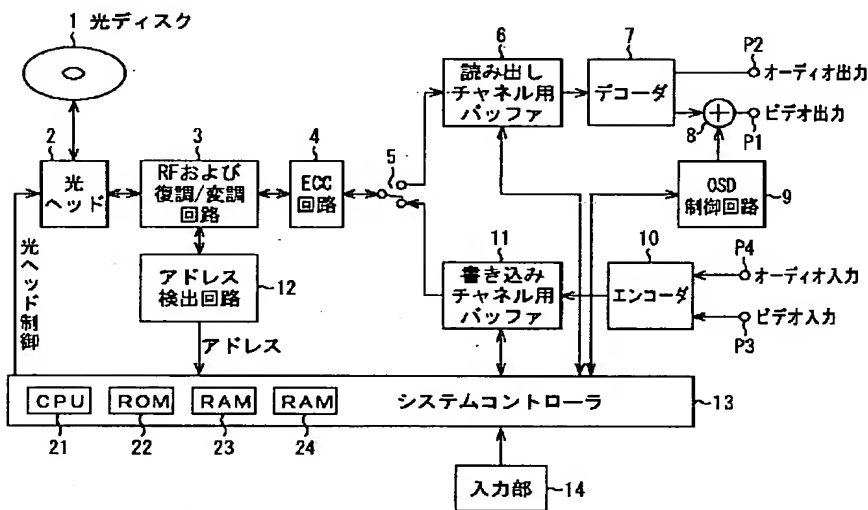 1 光ディスク
2
光
ヘッド
3
RFおよび
復調/変調
回路
4
ECC
回路
5
6
読み出し
チャネル用
バッファ
7
デコーダ
P2
オーディオ出力
8
ビデオ出力
P1
OSD
制御回路
9
10
エンコーダ
P4
オーディオ入力
ビデオ入力
P3
11
書き込み
チャネル用
バッファ
アドレス
検出回路
12
アドレス
光ヘッド制御
CPU
ROM
RAM
RAM
システムコントローラ
13
21
22
23
24
入力部
14